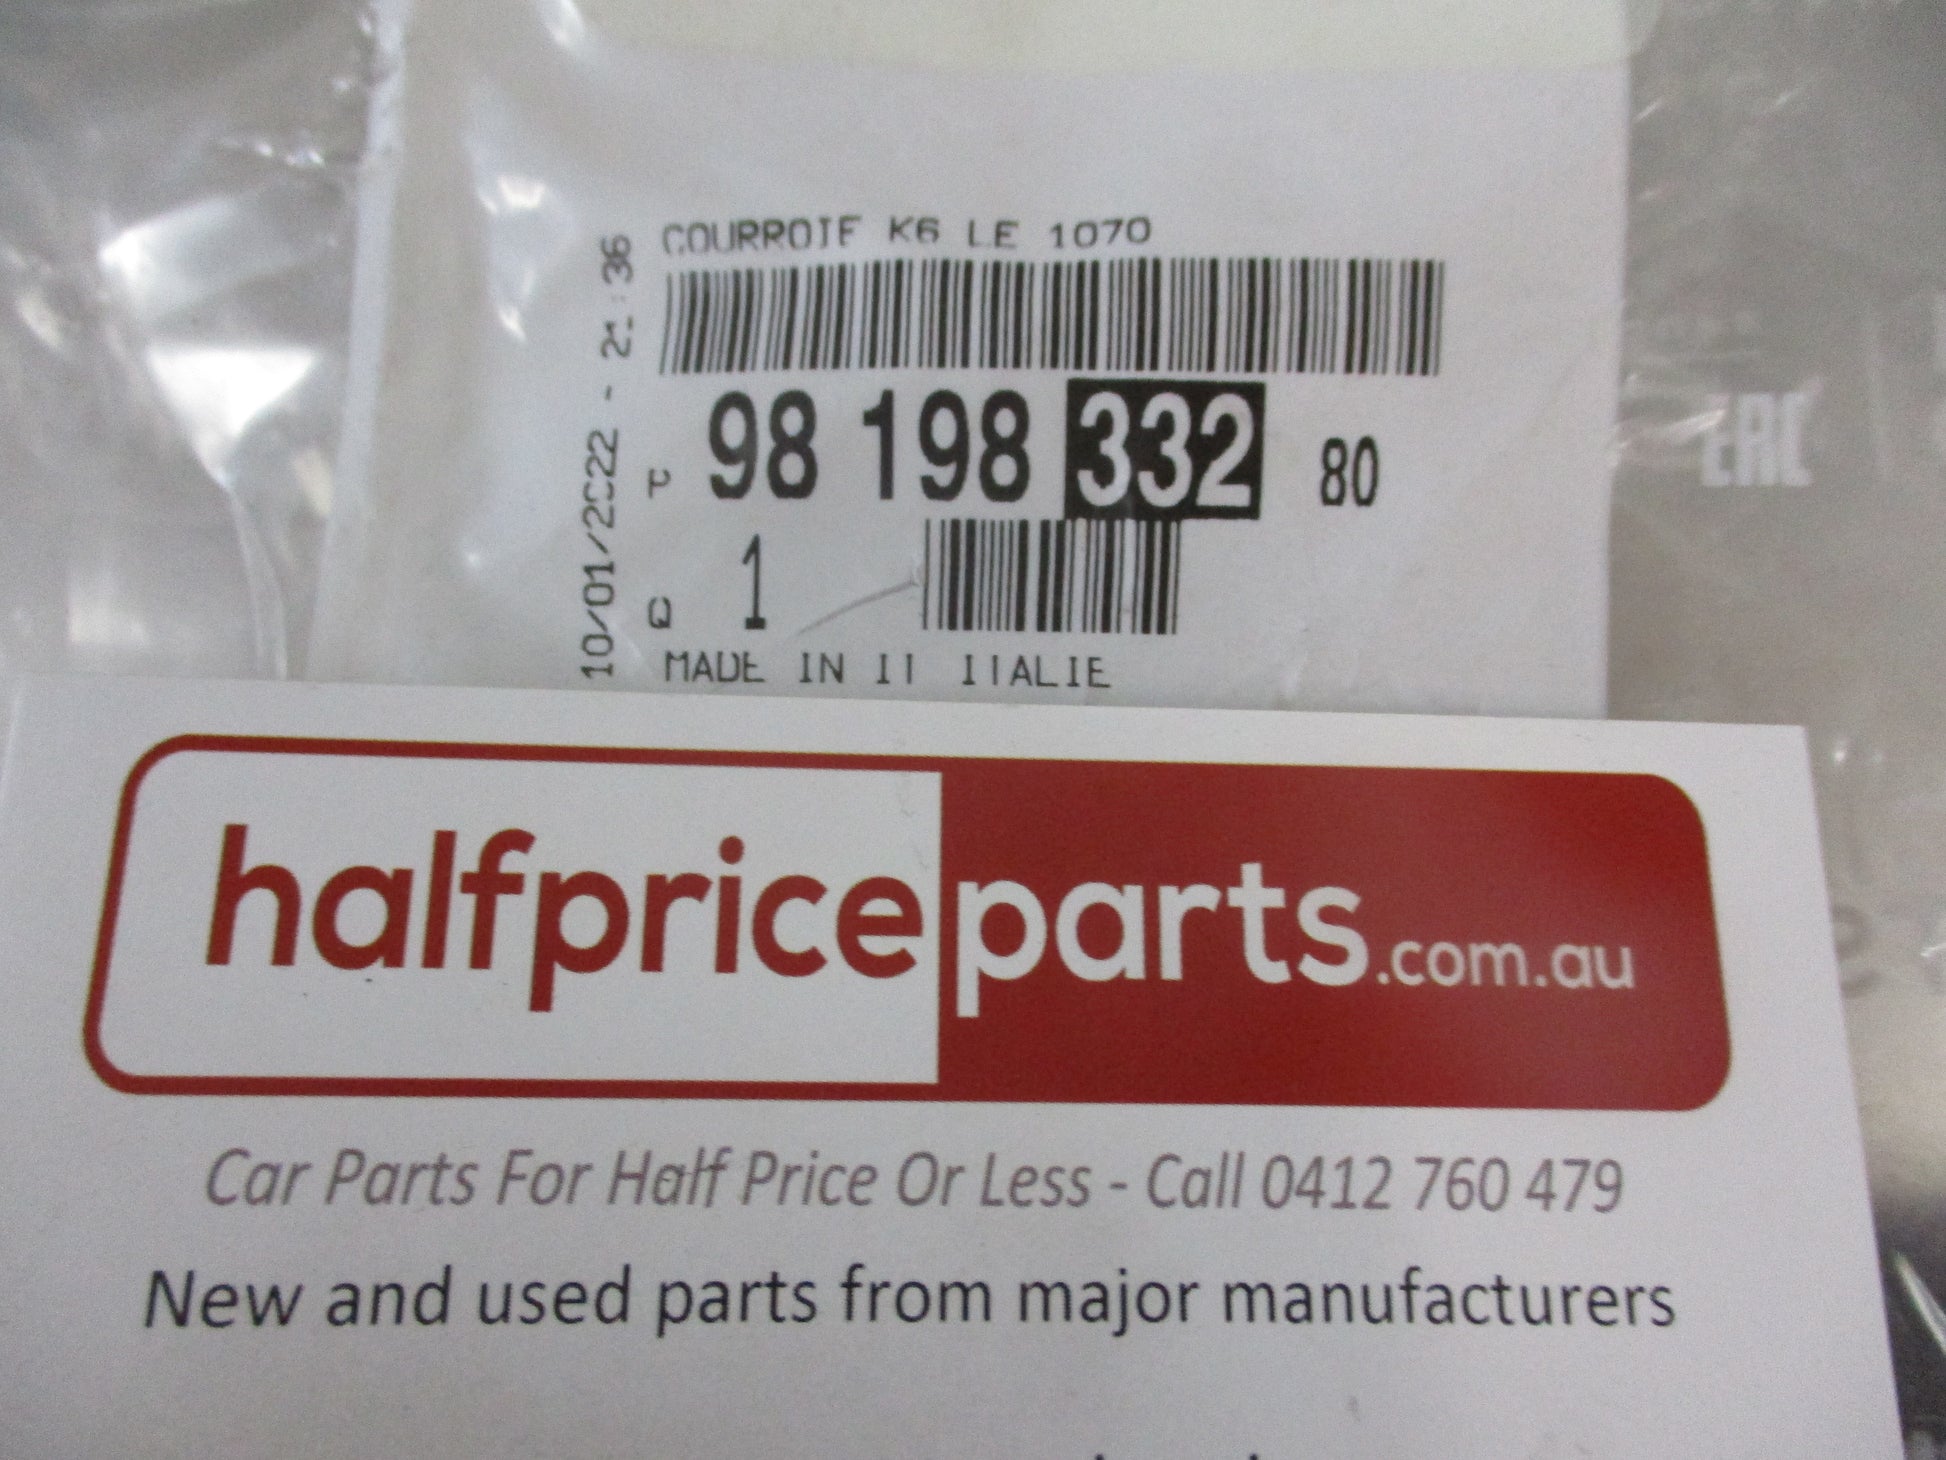 COURROIE K6 LE 1070
10/01/2022 - 21:36
P 98 198 332 80
Q 1
MADE IN IT ITALIE
EAC
halfpriceparts.com.au
Car Parts For Half Price Or Less - Call 0412 760 479
New and used parts from major manufacturers